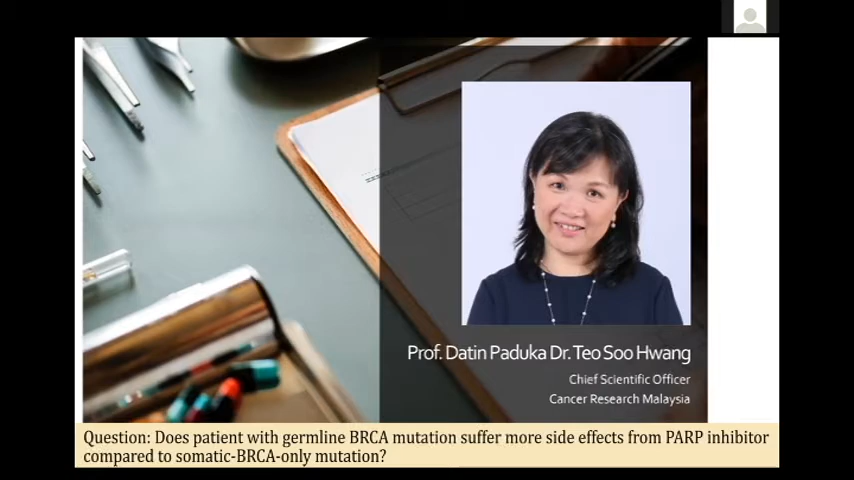 Prof. Datin Paduka Dr. Teo Soo Hwang
Chief Scientific Officer
Cancer Research Malaysia
Question: Does patient with germline BRCA mutation suffer more side effects from PARP inhibitor
compared to somatic-BRCA-only mutation?